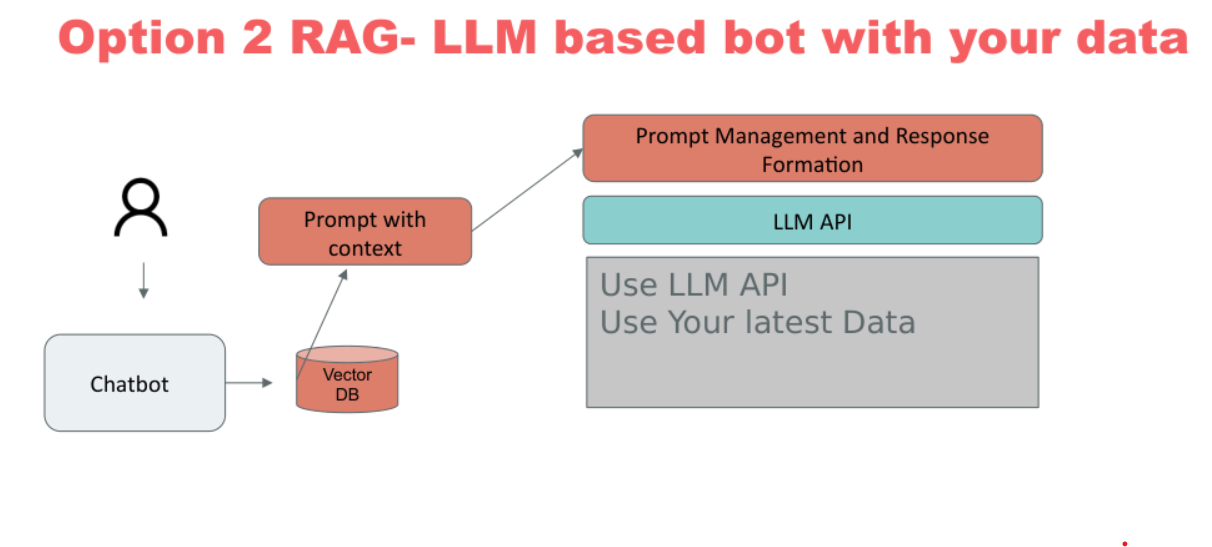 Option 2 RAG- LLM based bot with your data
Prompt Management and Response
Formation
Prompt with
context
LLM API
Use LLM API
Use Your latest Data
Chatbot
Vector
DB